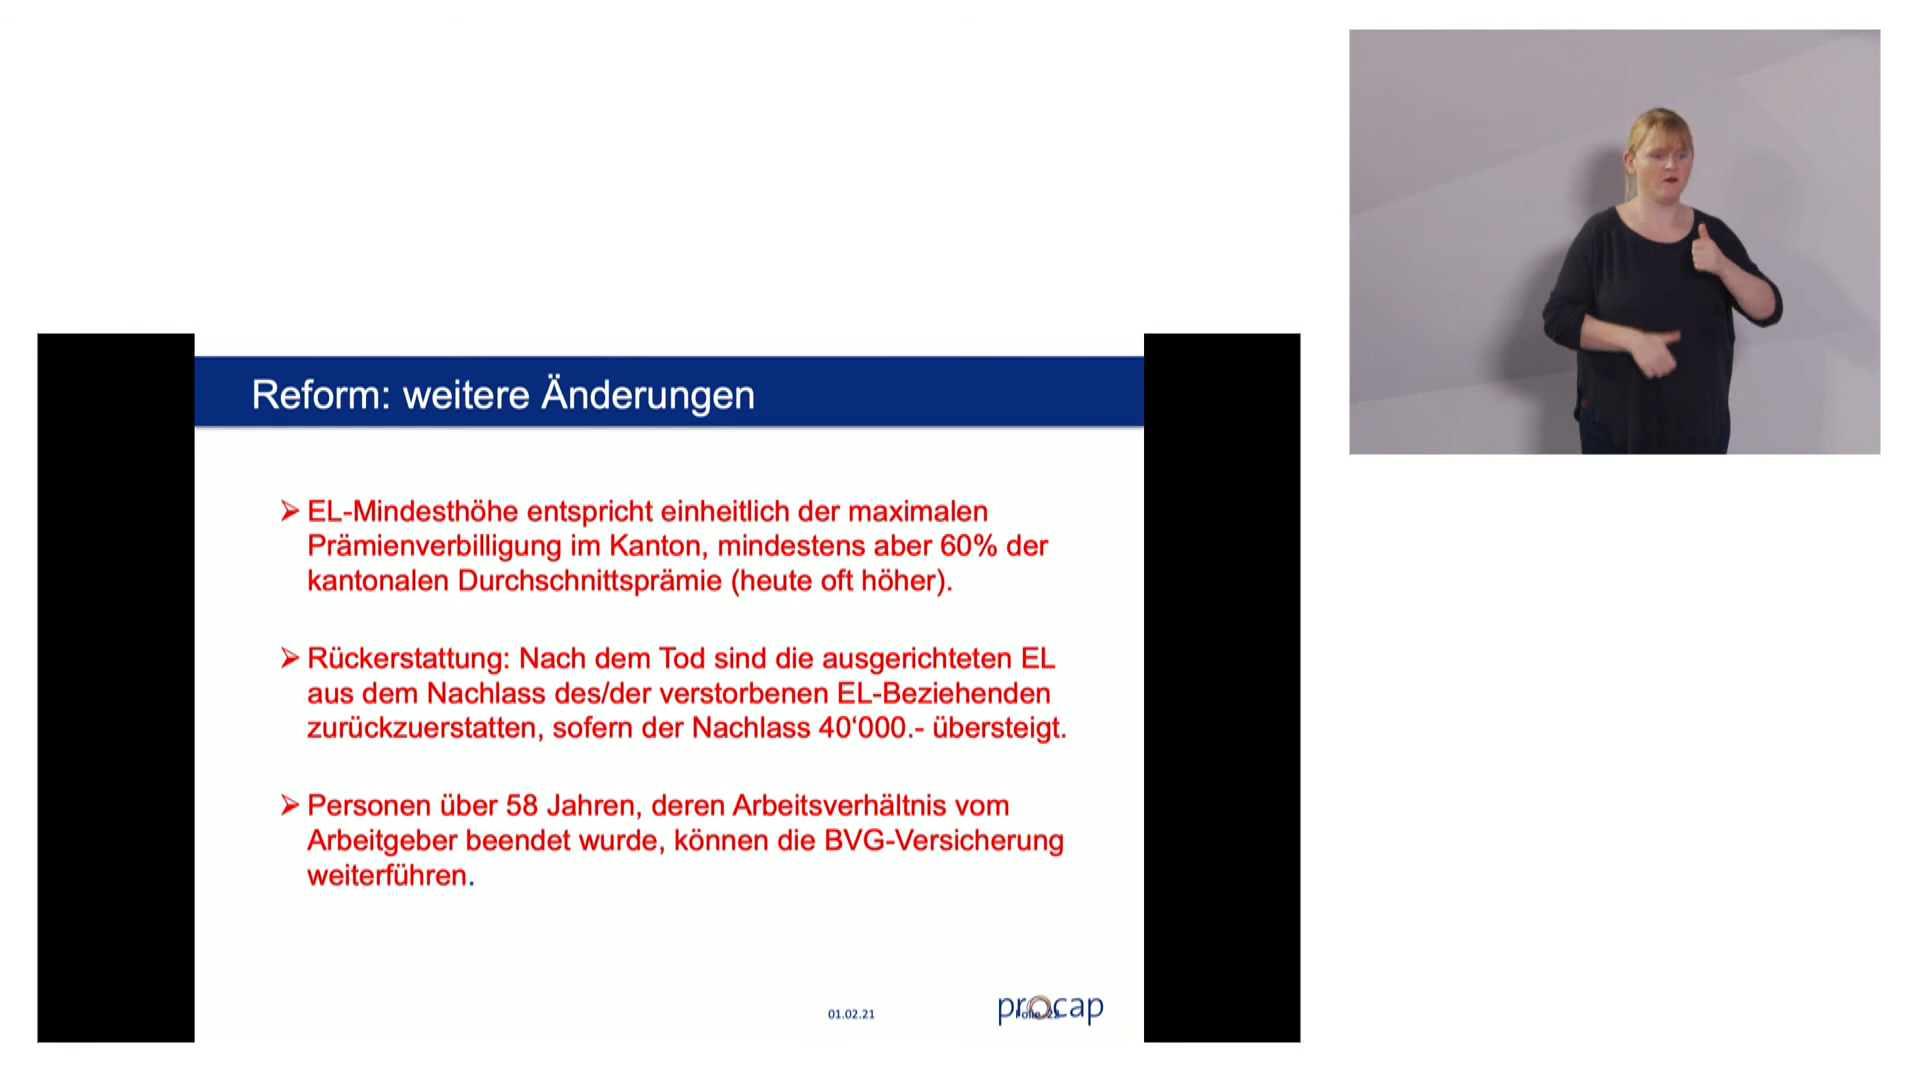 Reform: weitere Änderungen
➢ EL-Mindesthöhe entspricht einheitlich der maximalen
Prämienverbilligung im Kanton, mindestens aber 60% der
kantonalen Durchschnittsprämie (heute oft höher).
➢ Rückerstattung: Nach dem Tod sind die ausgerichteten EL
aus dem Nachlass des/der verstorbenen EL-Beziehenden
zurückzuerstatten, sofern der Nachlass 40‘000.- übersteigt.
➢ Personen über 58 Jahren, deren Arbeitsverhältnis vom
Arbeitgeber beendet wurde, können die BVG-Versicherung
weiterführen.
01.02.21
procap